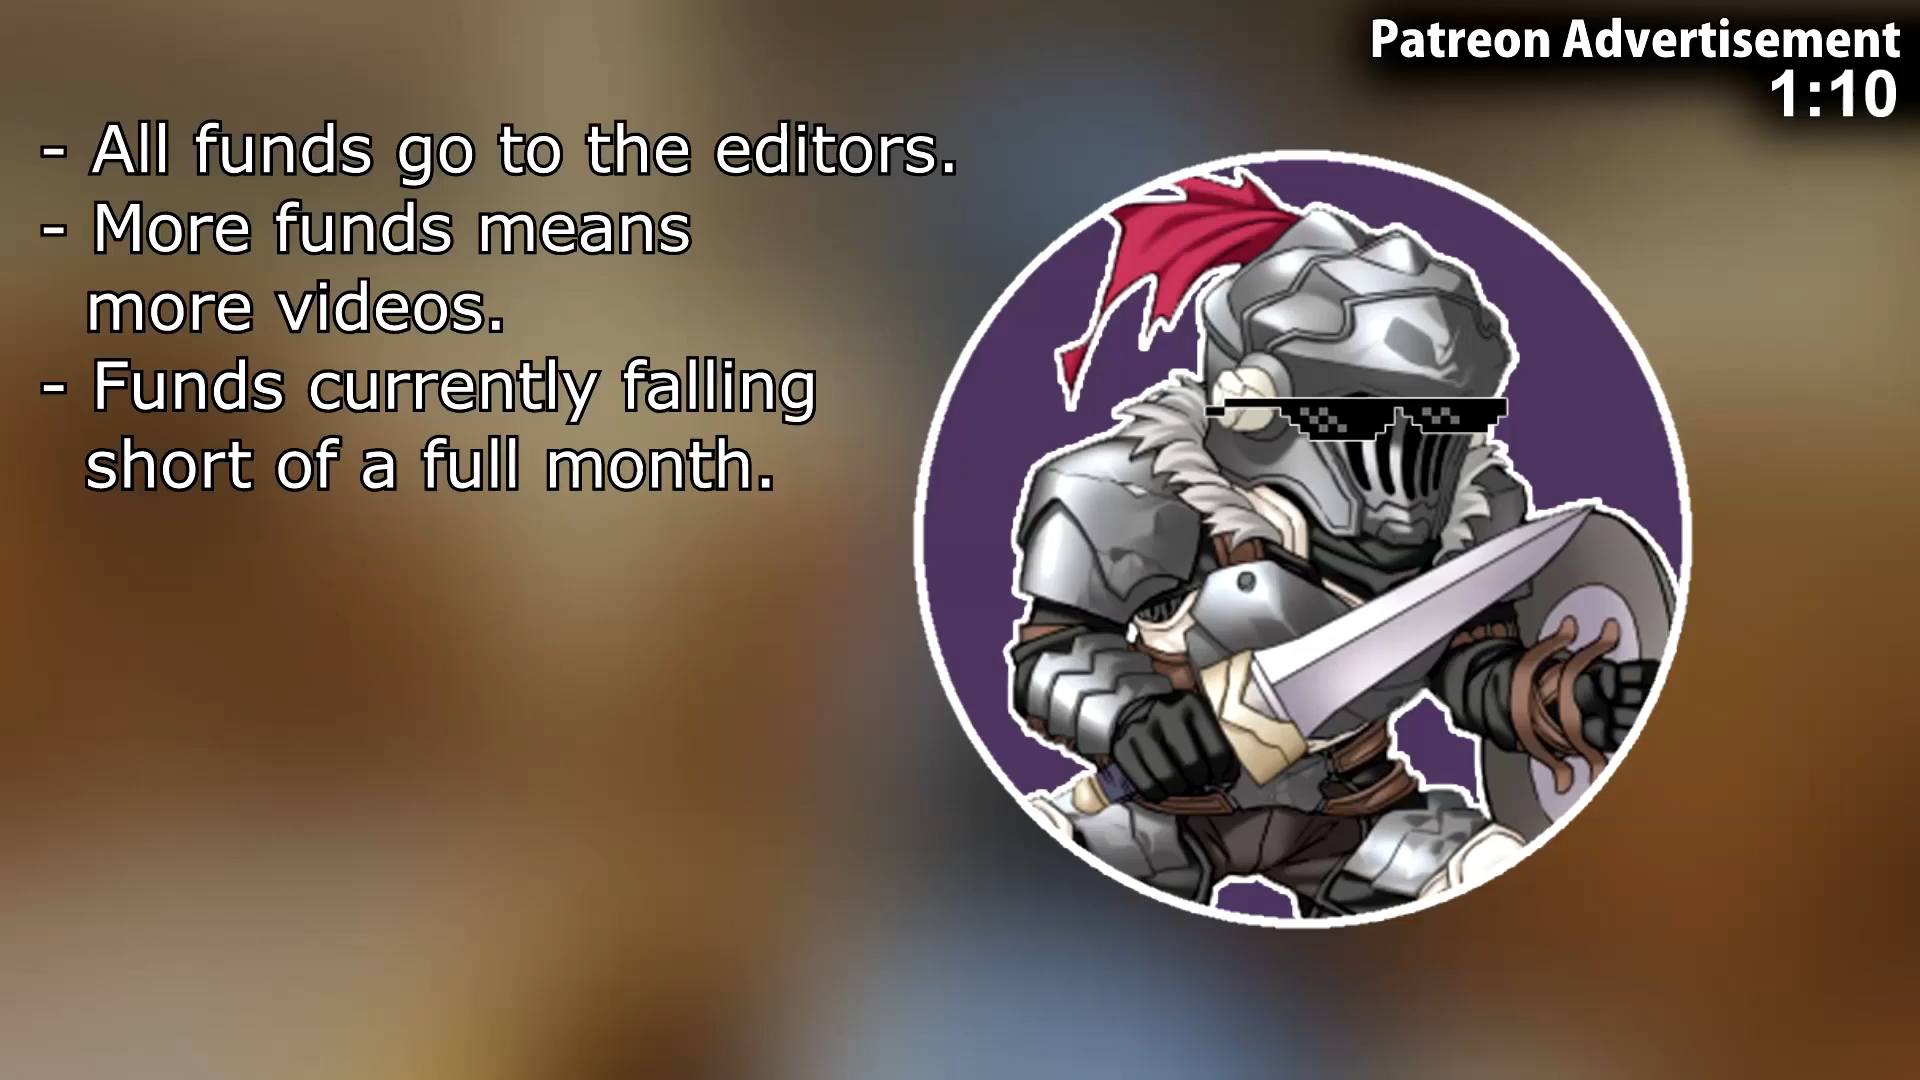 Patreon Advertisement
1:10
- All funds go to the editors.
- More funds means
more videos.
- Funds currently falling
short of a full month.